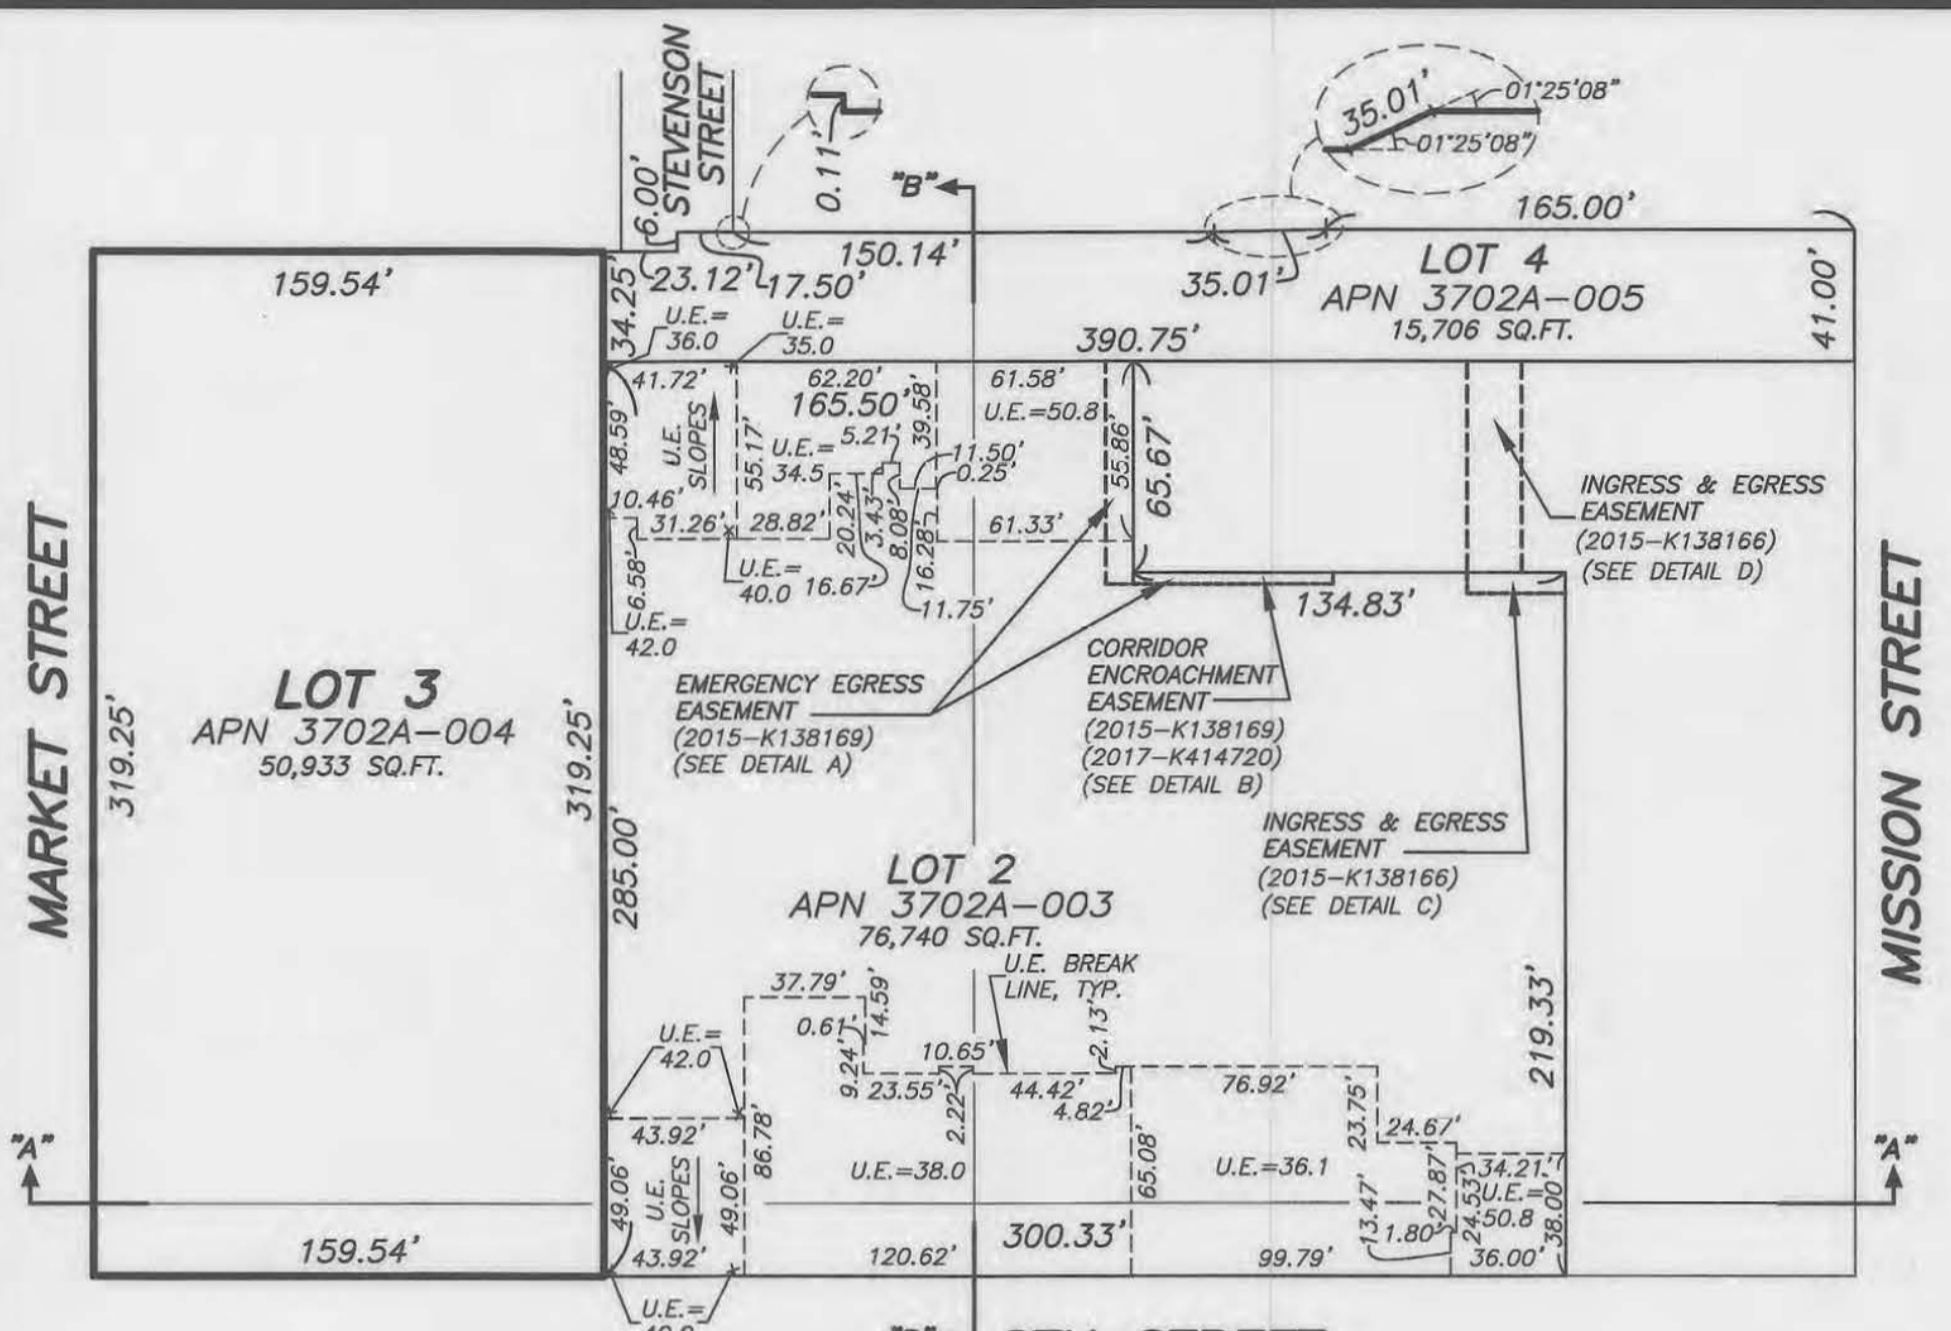 STEVENSON
STREET
6.00'
0.11'
"B"
35.01'
01°25'08"
01°25'08"
165.00'
159.54'
34.25'
23.12'
17.50'
150.14'
35.01'
LOT 4
APN 3702A-005
15,706 SQ.FT.
41.00'
U.E.=
36.0
U.E.=
35.0
390.75'
41.72'
62.20'
165.50'
61.58'
U.E.=50.8
48.59'
U.E.
SLOPES
55.17'
U.E.=
34.5
5.21'
39.58'
11.50'
0.25'
55.86'
65.67'
10.46'
31.26'
28.82'
20.24'
3.43'
8.08'
16.28'
61.33'
6.58'
U.E.=
40.0
16.67'
11.75'
U.E.=
42.0
134.83'
INGRESS & EGRESS
EASEMENT
(2015-K138166)
(SEE DETAIL D)
MARKET STREET
MISSION STREET
319.25'
LOT 3
APN 3702A-004
50,933 SQ.FT.
319.25'
285.00'
EMERGENCY EGRESS
EASEMENT
(2015-K138169)
(SEE DETAIL A)
CORRIDOR
ENCROACHMENT
EASEMENT
(2015-K138169)
(2017-K414720)
(SEE DETAIL B)
INGRESS & EGRESS
EASEMENT
(2015-K138166)
(SEE DETAIL C)
LOT 2
APN 3702A-003
76,740 SQ.FT.
U.E. BREAK
LINE, TYP.
37.79'
14.59'
0.61'
9.24'
23.55'
10.65'
2.22'
44.42'
2.13'
4.82'
76.92'
219.33'
23.75'
24.67'
U.E.=
42.0
43.92'
86.78'
U.E.=38.0
65.08'
U.E.=36.1
34.21'
U.E.=
50.8
38.00'
27.87'
24.53'
13.47'
1.80'
"A"
"A"
49.06'
U.E.
SLOPES
49.06'
159.54'
43.92'
120.62'
300.33'
99.79'
36.00'
U.E.=